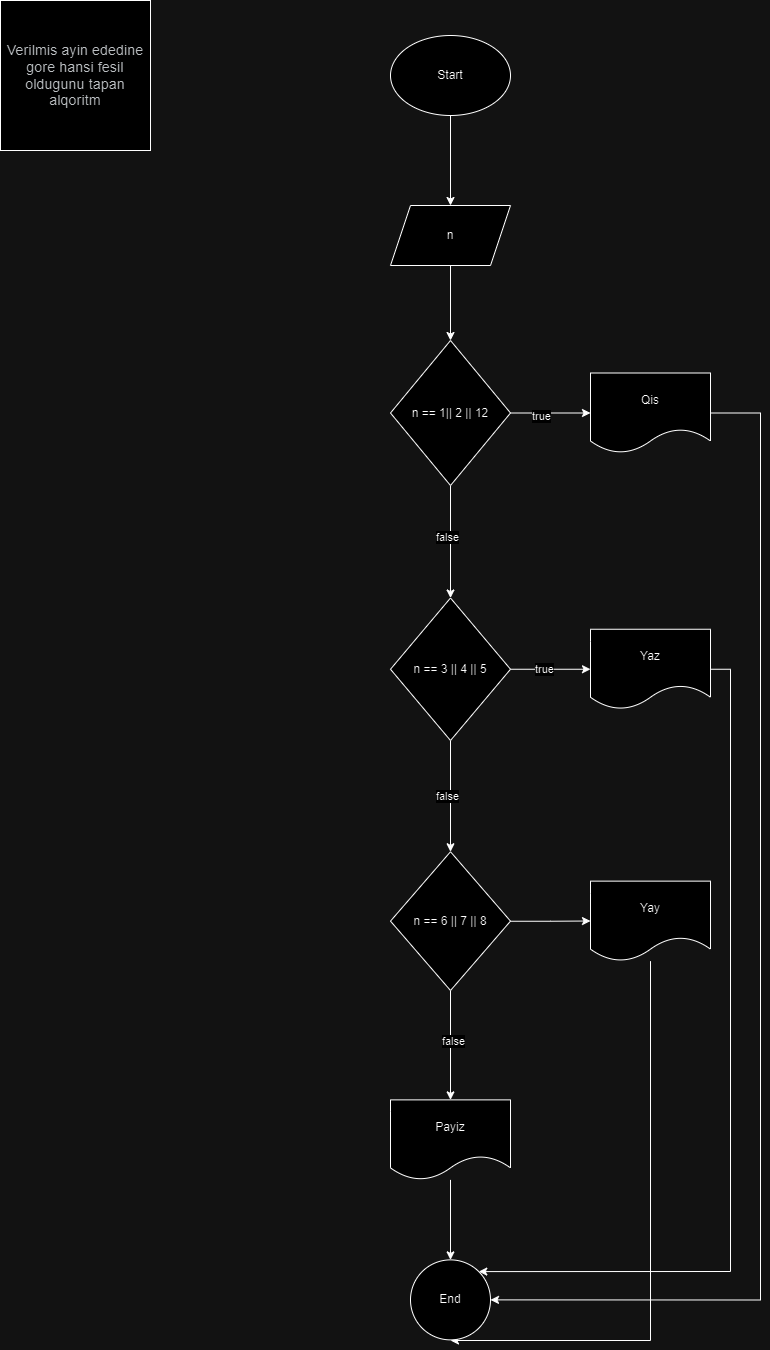 Verilmis ayin ededine
gore hansi fesil
oldugunu tapan
alqoritm
Start
n
n == 1|| 2 || 12
true
Qis
false
n == 3 || 4 || 5
true
Yaz
false
n == 6 || 7 || 8
Yay
false
Payiz
End